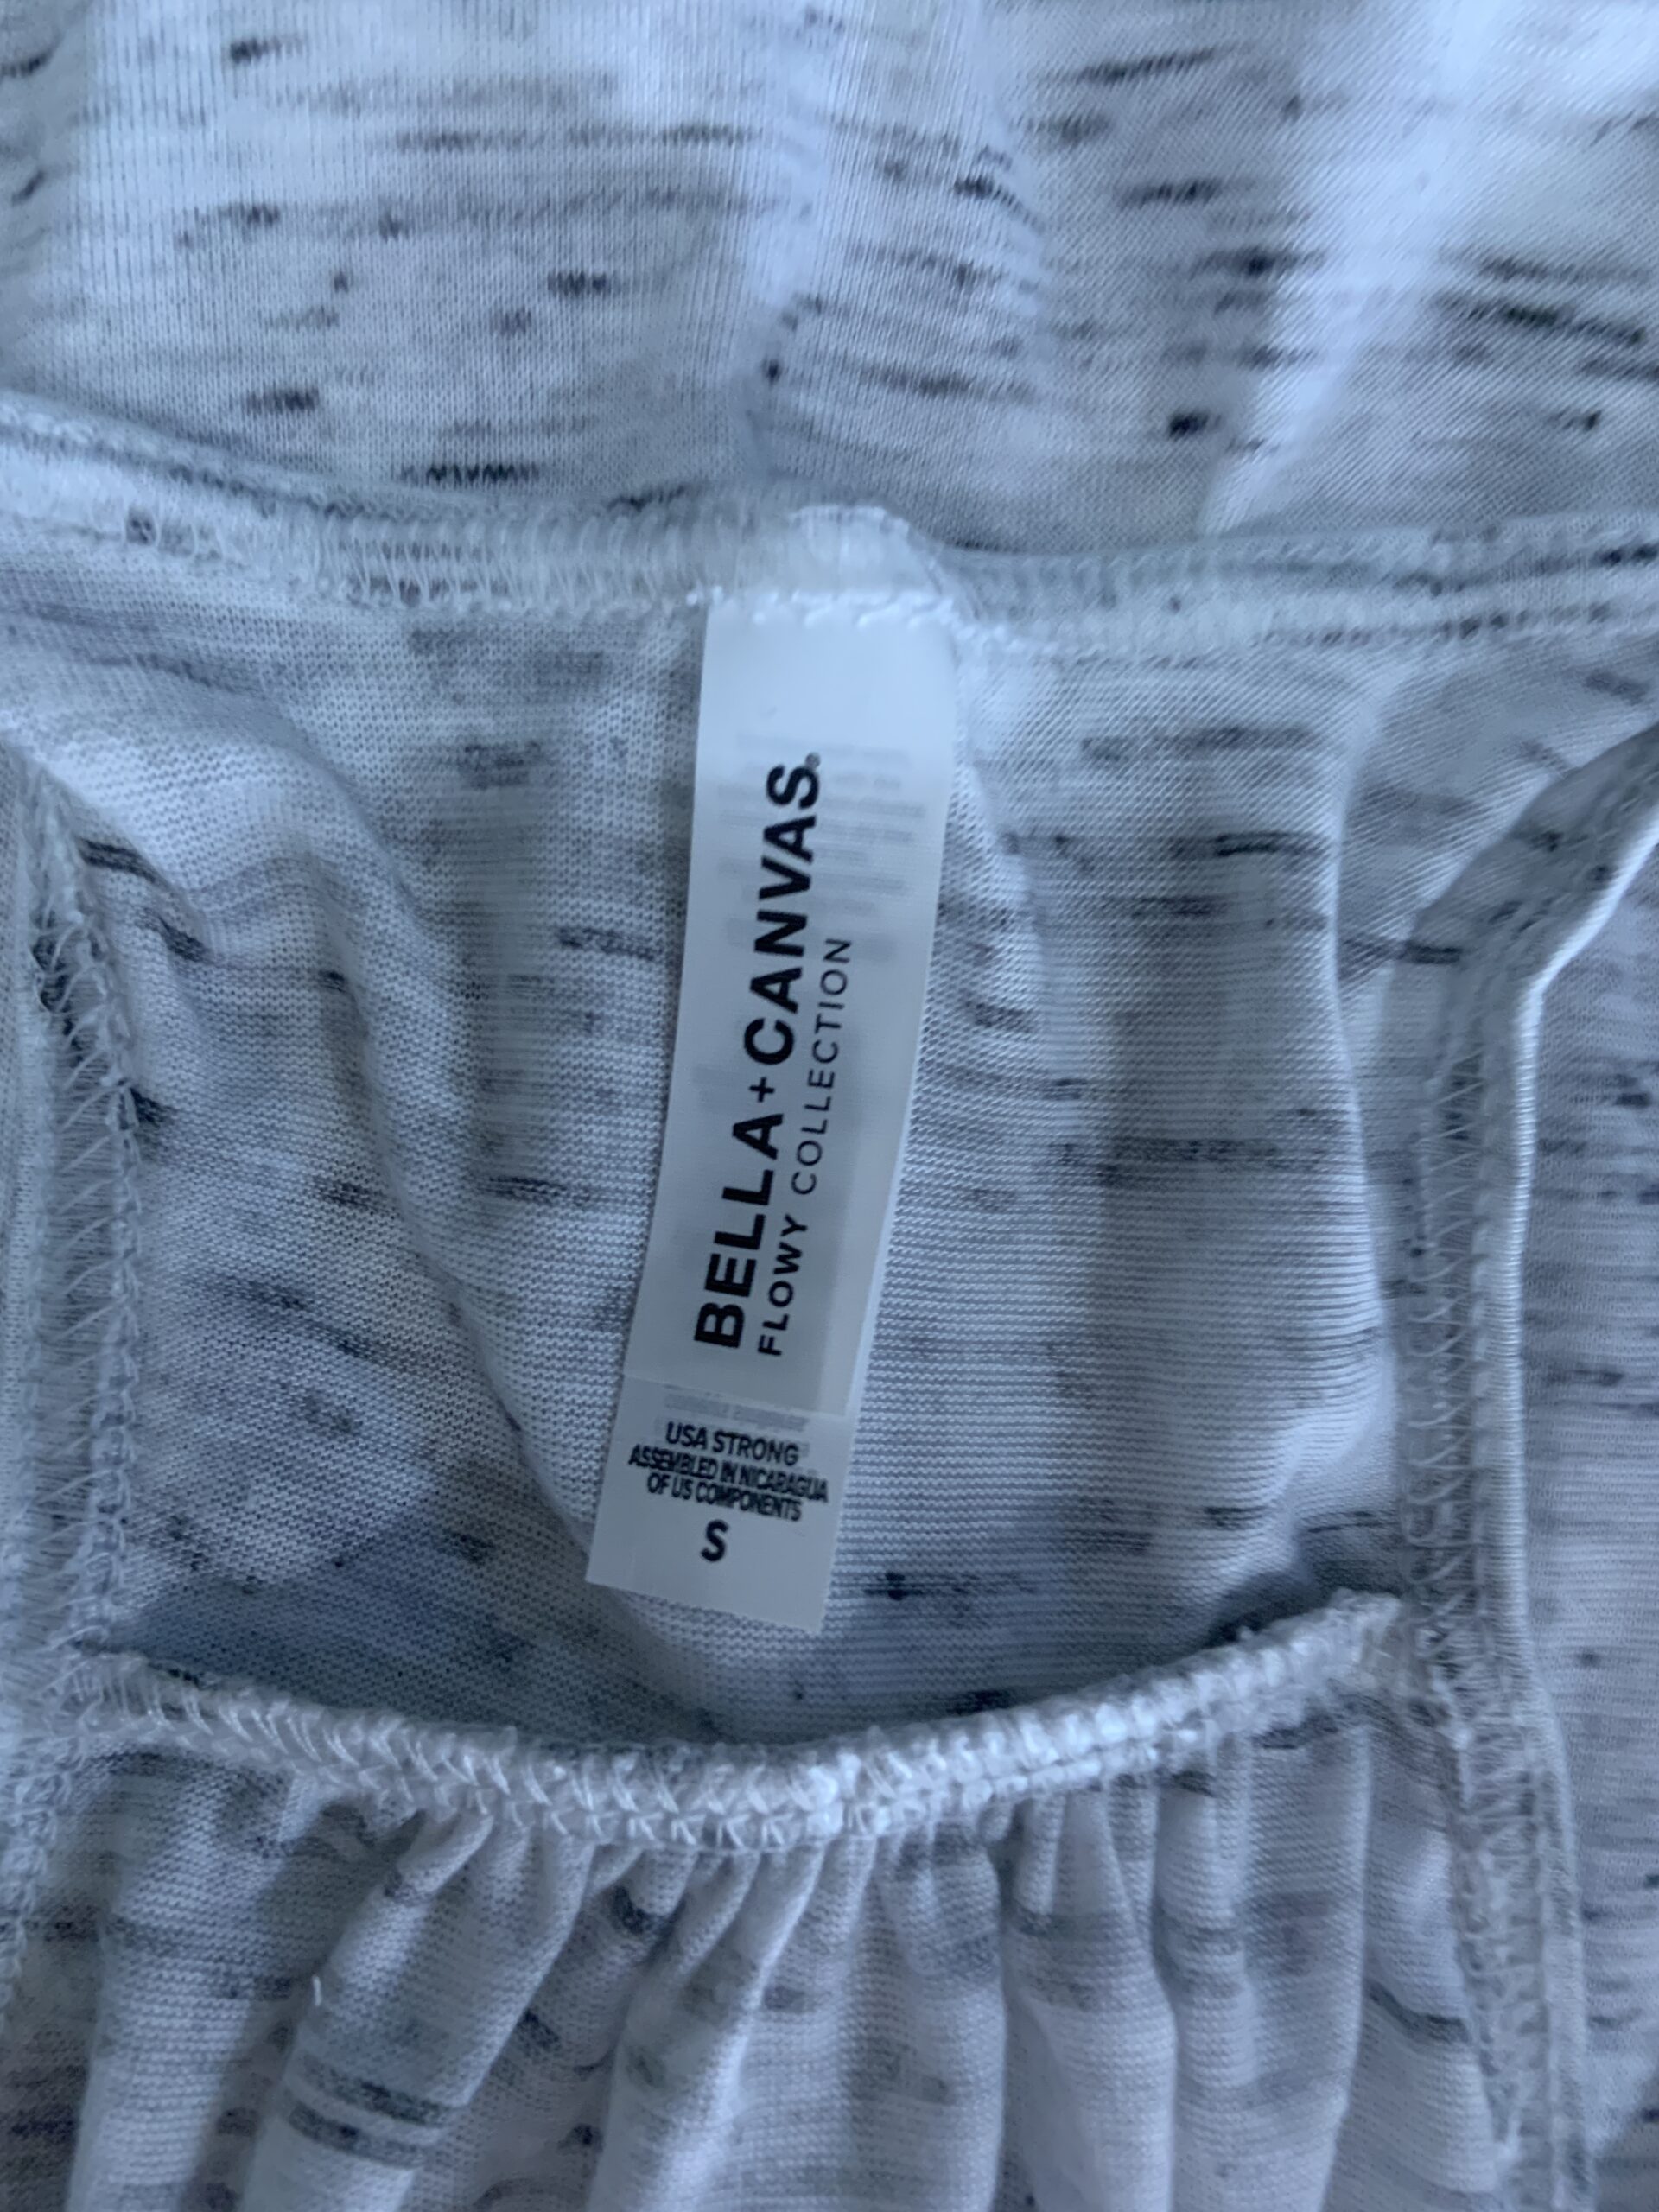 BELLA+CANVAS®
FLOWY COLLECTION
USA STRONG
ASSEMBLED IN NICARAGUA
OF US COMPONENTS
S